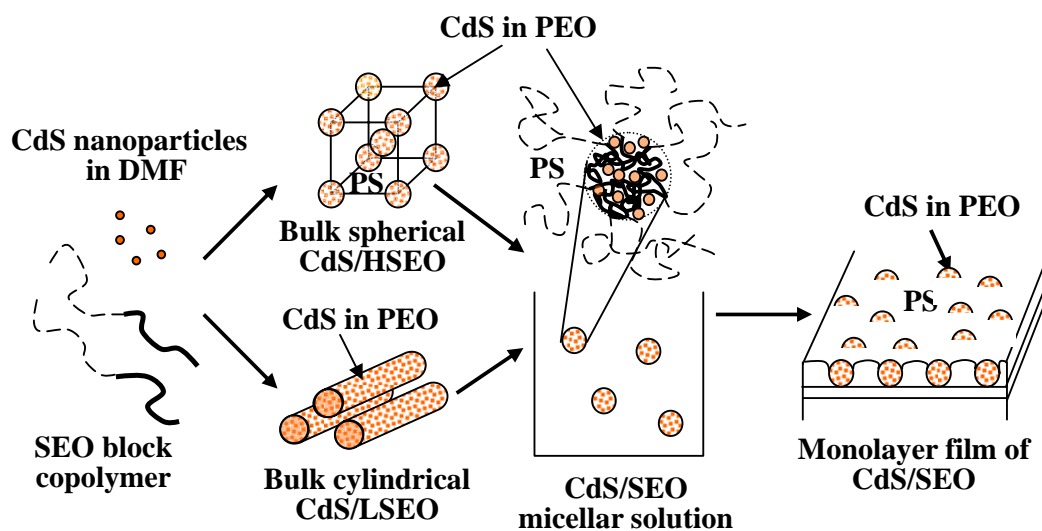 CdS in PEO
CdS nanoparticles
in DMF
PS
Bulk spherical
CdS/HSEO
PS
CdS in PEO
SEO block
copolymer
Bulk cylindrical
CdS/LSEO
CdS/SEO
micellar solution
CdS in PEO
PS
Monolayer film of
CdS/SEO